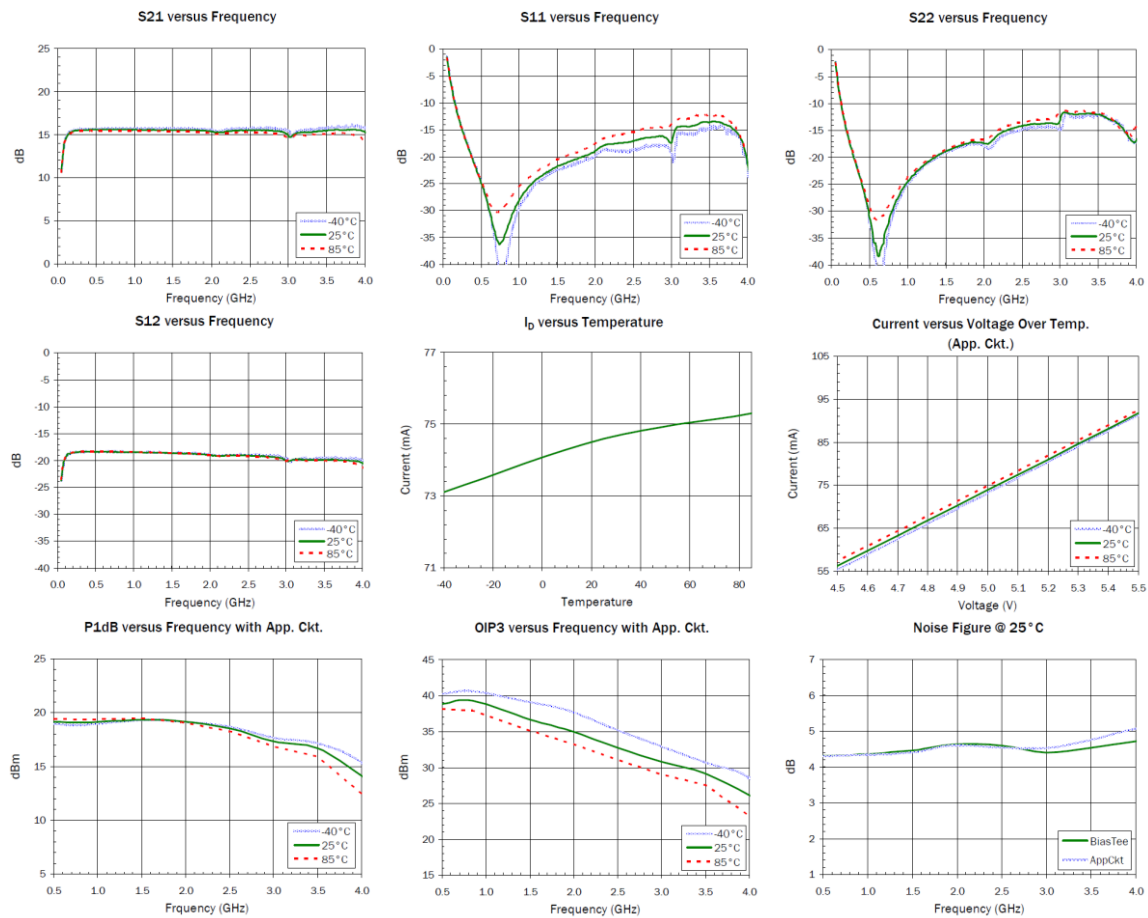 S21 versus Frequency
25
20
15
10
5
0
dB
-40°C
25°C
85°C
0.0 0.5 1.0 1.5 2.0 2.5 3.0 3.5 4.0
Frequency (GHz)
S11 versus Frequency
0
-5
-10
-15
-20
-25
-30
-35
-40
dB
-40°C
25°C
85°C
0.0 0.5 1.0 1.5 2.0 2.5 3.0 3.5 4.0
Frequency (GHz)
S22 versus Frequency
0
-5
-10
-15
-20
-25
-30
-35
-40
dB
-40°C
25°C
85°C
0.0 0.5 1.0 1.5 2.0 2.5 3.0 3.5 4.0
Frequency (GHz)
S12 versus Frequency
0
-5
-10
-15
-20
-25
-30
-35
-40
dB
-40°C
25°C
85°C
0.0 0.5 1.0 1.5 2.0 2.5 3.0 3.5 4.0
Frequency (GHz)
I_D versus Temperature
77
75
73
71
Current (mA)
-40 -20 0 20 40 60 80
Temperature
Current versus Voltage Over Temp.
(App. Ckt.)
105
95
85
75
65
55
Current (mA)
-40°C
25°C
85°C
4.5 4.6 4.7 4.8 4.9 5.0 5.1 5.2 5.3 5.4 5.5
Voltage (V)
P1dB versus Frequency with App. Ckt.
25
20
15
10
5
dBm
-40°C
25°C
85°C
0.5 1.0 1.5 2.0 2.5 3.0 3.5 4.0
Frquency (GHz)
OIP3 versus Frequency with App. Ckt.
45
40
35
30
25
20
15
dBm
-40°C
25°C
85°C
0.5 1.0 1.5 2.0 2.5 3.0 3.5 4.0
Frquency (GHz)
Noise Figure @ 25°C
7
6
5
4
3
2
1
dB
BiasTee
AppCkt
0.5 1.0 1.5 2.0 2.5 3.0 3.5 4.0
Frquency (GHz)